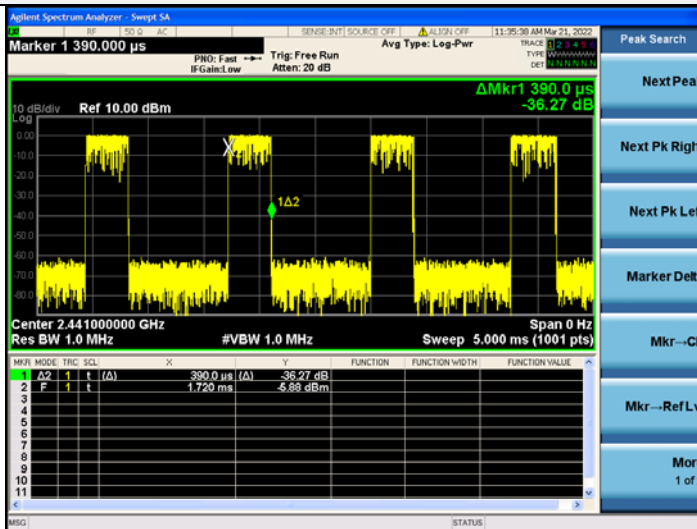 Agilent Spectrum Analyzer - Swept SA
RF 50 Ω AC SENSE:INT SOURCE OFF ALIGN OFF 11:35:38 AM Mar 21, 2022
Marker 1 390.000 µs
Avg Type: Log-Pwr
TRACE 1 2 3 4 5 6
TYPE
DET N N N N N N
PNO: Fast
IFGain:Low
Trig: Free Run
Atten: 20 dB
ΔMkr1 390.0 µs
-36.27 dB
10 dB/div Ref 10.00 dBm
Log
0.00
-10.0
-20.0
-30.0
-40.0
-50.0
-60.0
-70.0
-80.0
1Δ2
Center 2.441000000 GHz Span 0 Hz
Res BW 1.0 MHz #VBW 1.0 MHz Sweep 5.000 ms (1001 pts)
MKR MODE TRC SCL X Y FUNCTION FUNCTION WIDTH FUNCTION VALUE
1 Δ2 1 t (Δ) 390.0 µs (Δ) -36.27 dB
2 F 1 t 1.720 ms -5.88 dBm
3
4
5
6
7
8
9
10
11
MSG STATUS
Peak Search
Next Pea
Next Pk Righ
Next Pk Lef
Marker Delt
Mkr→C
Mkr→Ref Lv
Mor
1 of